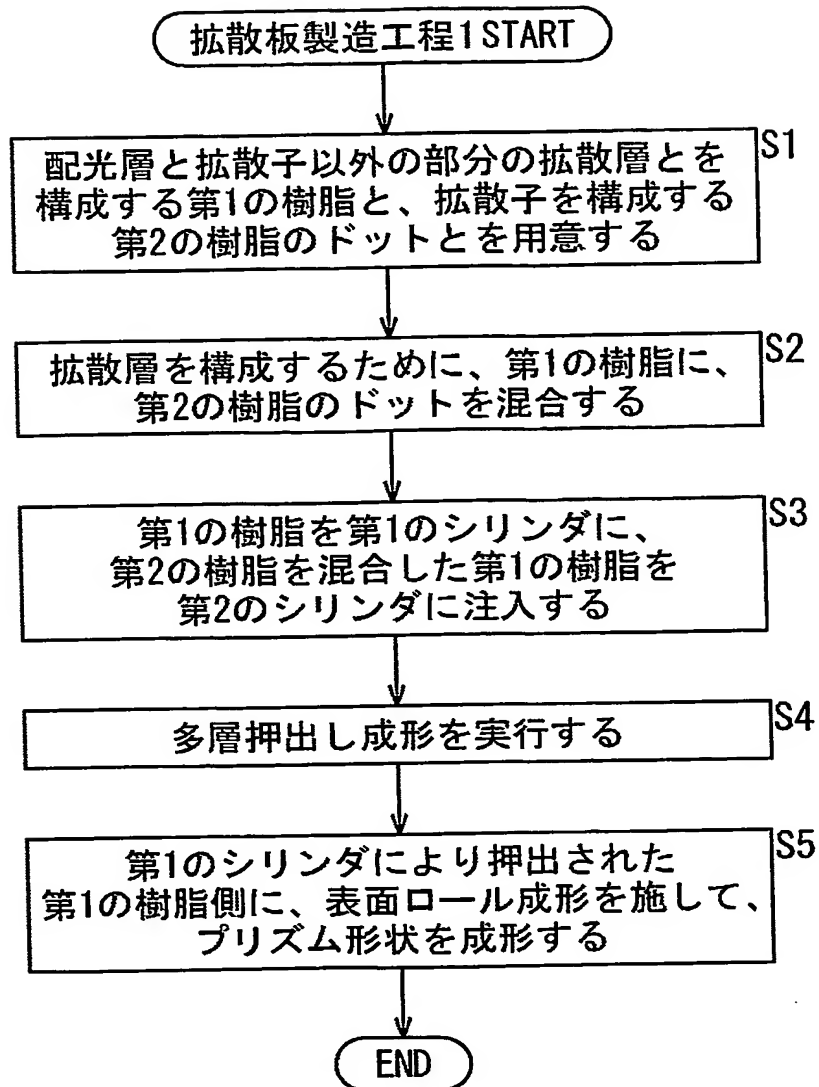 拡散板製造工程1 START
S1
配光層と拡散子以外の部分の拡散層とを
構成する第1の樹脂と、拡散子を構成する
第2の樹脂のドットとを用意する
S2
拡散層を構成するために、第1の樹脂に、
第2の樹脂のドットを混合する
S3
第1の樹脂を第1のシリンダに、
第2の樹脂を混合した第1の樹脂を
第2のシリンダに注入する
S4
多層押出し成形を実行する
S5
第1のシリンダにより押出された
第1の樹脂側に、表面ロール成形を施して、
プリズム形状を成形する
END